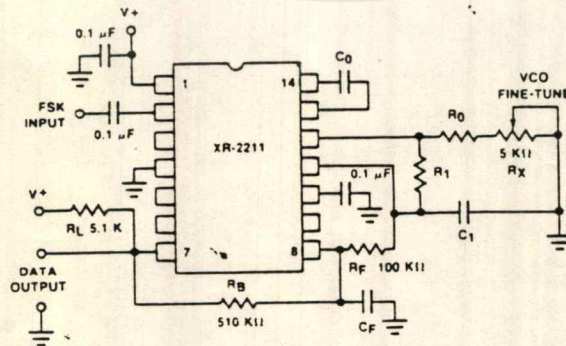 V+
0.1 µF
1
14
C0
FSK
INPUT
0.1 µF
XR-2211
VCO
FINE-TUNE
R0
5 KΩ
RX
R1
0.1 µF
C1
V+
RL 5.1 K
7
8
RF 100 KΩ
DATA
OUTPUT
RB
510 KΩ
CF